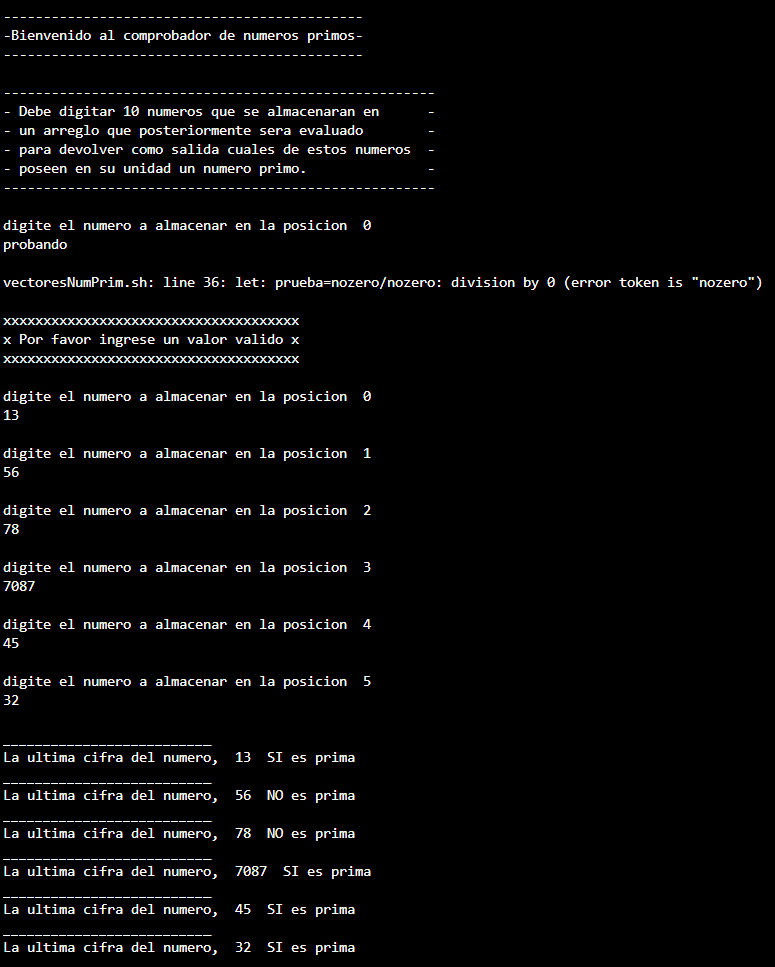 ---------------------------------------------
-Bienvenido al comprobador de numeros primos-
---------------------------------------------
------------------------------------------------------
- Debe digitar 10 numeros que se almacenaran en      -
- un arreglo que posteriormente sera evaluado        -
- para devolver como salida cuales de estos numeros  -
- poseen en su unidad un numero primo.               -
------------------------------------------------------
digite el numero a almacenar en la posicion  0
probando
vectoresNumPrim.sh: line 36: let: prueba=nozero/nozero: division by 0 (error token is "nozero")
xxxxxxxxxxxxxxxxxxxxxxxxxxxxxxxxxxxxx
x Por favor ingrese un valor valido x
xxxxxxxxxxxxxxxxxxxxxxxxxxxxxxxxxxxxx
digite el numero a almacenar en la posicion  0
13
digite el numero a almacenar en la posicion  1
56
digite el numero a almacenar en la posicion  2
78
digite el numero a almacenar en la posicion  3
7087
digite el numero a almacenar en la posicion  4
45
digite el numero a almacenar en la posicion  5
32
__________________________
La ultima cifra del numero,  13  SI es prima
__________________________
La ultima cifra del numero,  56  NO es prima
__________________________
La ultima cifra del numero,  78  NO es prima
__________________________
La ultima cifra del numero,  7087  SI es prima
__________________________
La ultima cifra del numero,  45  SI es prima
__________________________
La ultima cifra del numero,  32  SI es prima